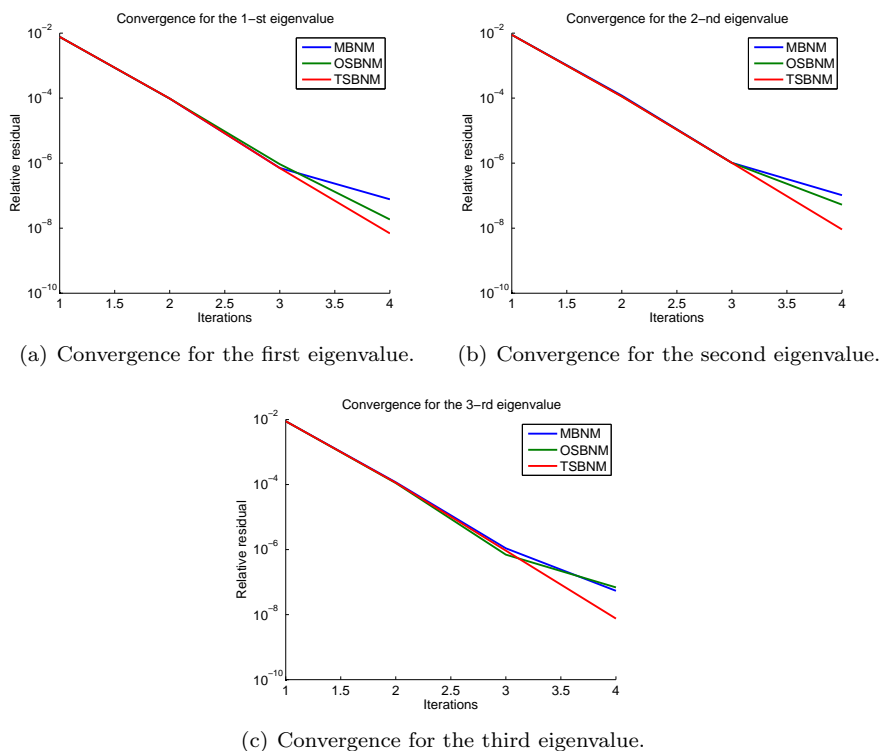 Convergence for the 1−st eigenvalue
10−2
10−4
10−6
10−8
10−10
Relative residual
MBNM
OSBNM
TSBNM
1 1.5 2 2.5 3 3.5 4
Iterations
(a) Convergence for the first eigenvalue.
Convergence for the 2−nd eigenvalue
10−2
10−4
10−6
10−8
10−10
Relative residual
MBNM
OSBNM
TSBNM
1 1.5 2 2.5 3 3.5 4
Iterations
(b) Convergence for the second eigenvalue.
Convergence for the 3−rd eigenvalue
10−2
10−4
10−6
10−8
10−10
Relative residual
MBNM
OSBNM
TSBNM
1 1.5 2 2.5 3 3.5 4
Iterations
(c) Convergence for the third eigenvalue.